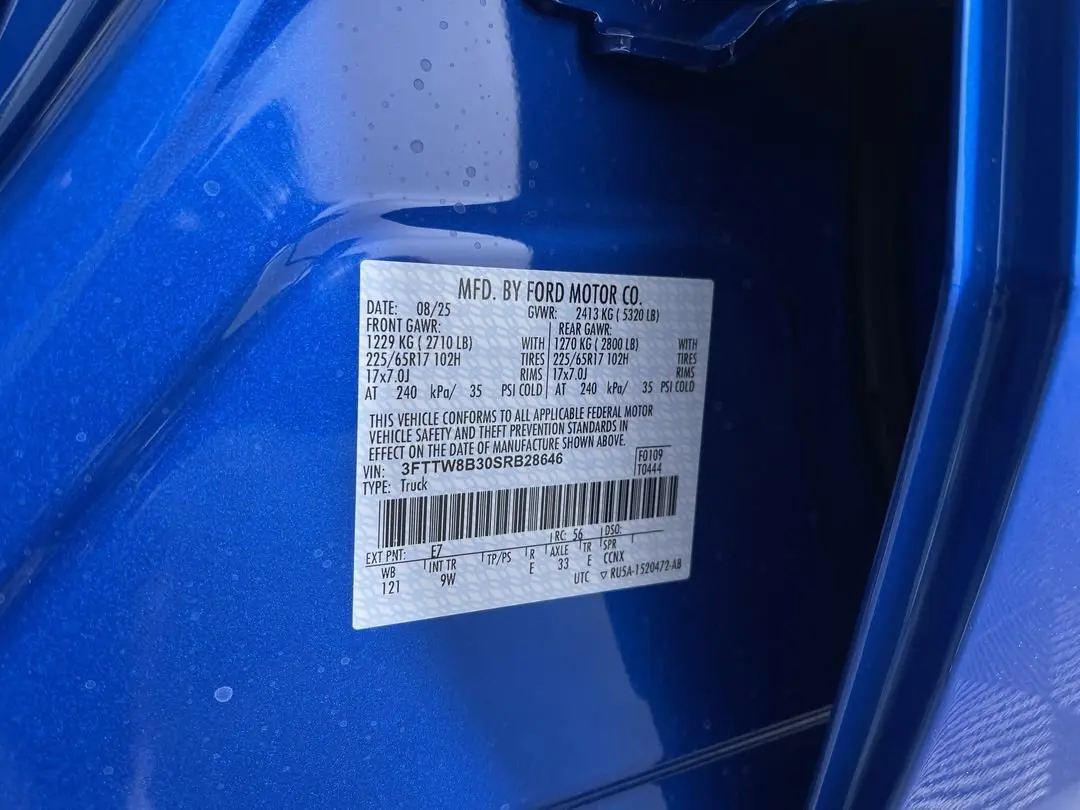 MFD. BY FORD MOTOR CO.
DATE: 08/25 GVWR: 2413 KG ( 5320 LB)
FRONT GAWR: REAR GAWR:
1229 KG ( 2710 LB) WITH 1270 KG ( 2800 LB) WITH
225/65R17 102H TIRES 225/65R17 102H TIRES
17x7.0J RIMS 17x7.0J RIMS
AT 240 kPa/ 35 PSI COLD AT 240 kPa/ 35 PSI COLD
THIS VEHICLE CONFORMS TO ALL APPLICABLE FEDERAL MOTOR
VEHICLE SAFETY AND THEFT PREVENTION STANDARDS IN
EFFECT ON THE DATE OF MANUFACTURE SHOWN ABOVE.
VIN: 3FTTW8B30SRB28646 F0109
TYPE: Truck T0444
EXT PNT: EZ RC: 56 DSO:
WB INT TR TP/PS R AXLE TR SPR
121 9W E 33 E CCNX
UTC ▽ RU5A-1520472-AB